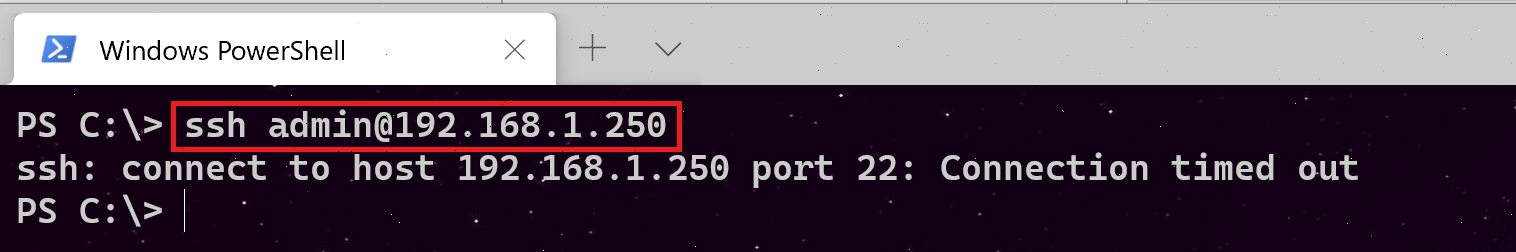 Windows PowerShell
PS C:\> ssh admin@192.168.1.250
ssh: connect to host 192.168.1.250 port 22: Connection timed out
PS C:\>